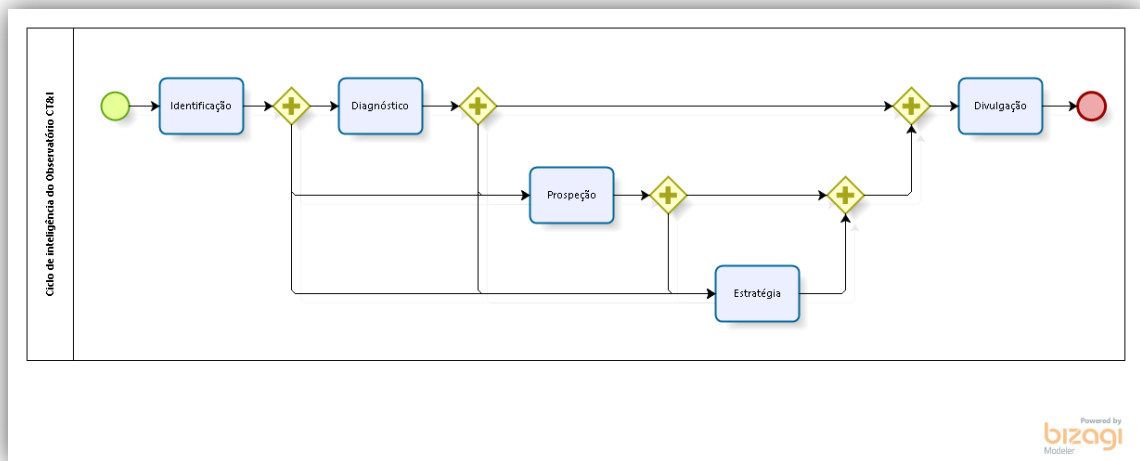 Ciclo de inteligência do Observatório CT&I
Identificação
Diagnóstico
Divulgação
Prospeção
Estratégia
Powered by
bizagi
Modeler